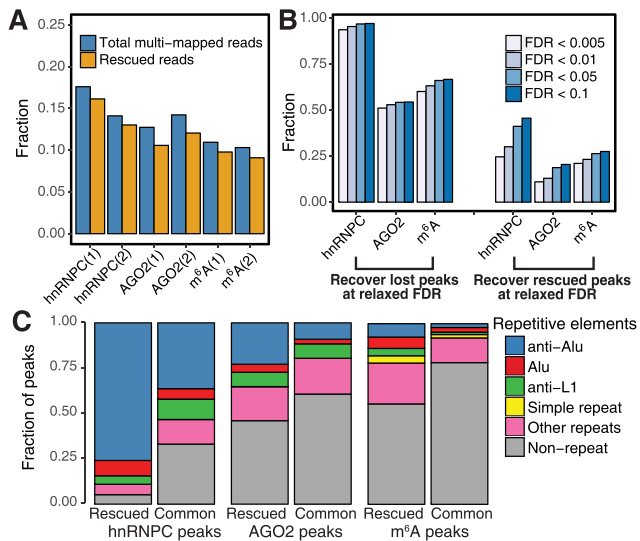 A
0.25
0.20
0.15
0.10
0.05
0.00
Fraction
Total multi−mapped reads
Rescued reads
hnRNPC(1)
hnRNPC(2)
AGO2(1)
AGO2(2)
m⁶A(1)
m⁶A(2)
B
1.00
0.75
0.50
0.25
0.00
Fraction
FDR < 0.005
FDR < 0.01
FDR < 0.05
FDR < 0.1
hnRNPC
AGO2
m⁶A
hnRNPC
AGO2
m⁶A
Recover lost peaks
at relaxed FDR
Recover rescued peaks
at relaxed FDR
C
1.00
0.75
0.50
0.25
0.00
Fraction of peaks
Rescued Common
hnRNPC peaks
Rescued Common
AGO2 peaks
Rescued Common
m⁶A peaks
Repetitive elements
anti−Alu
Alu
anti−L1
Simple repeat
Other repeats
Non−repeat